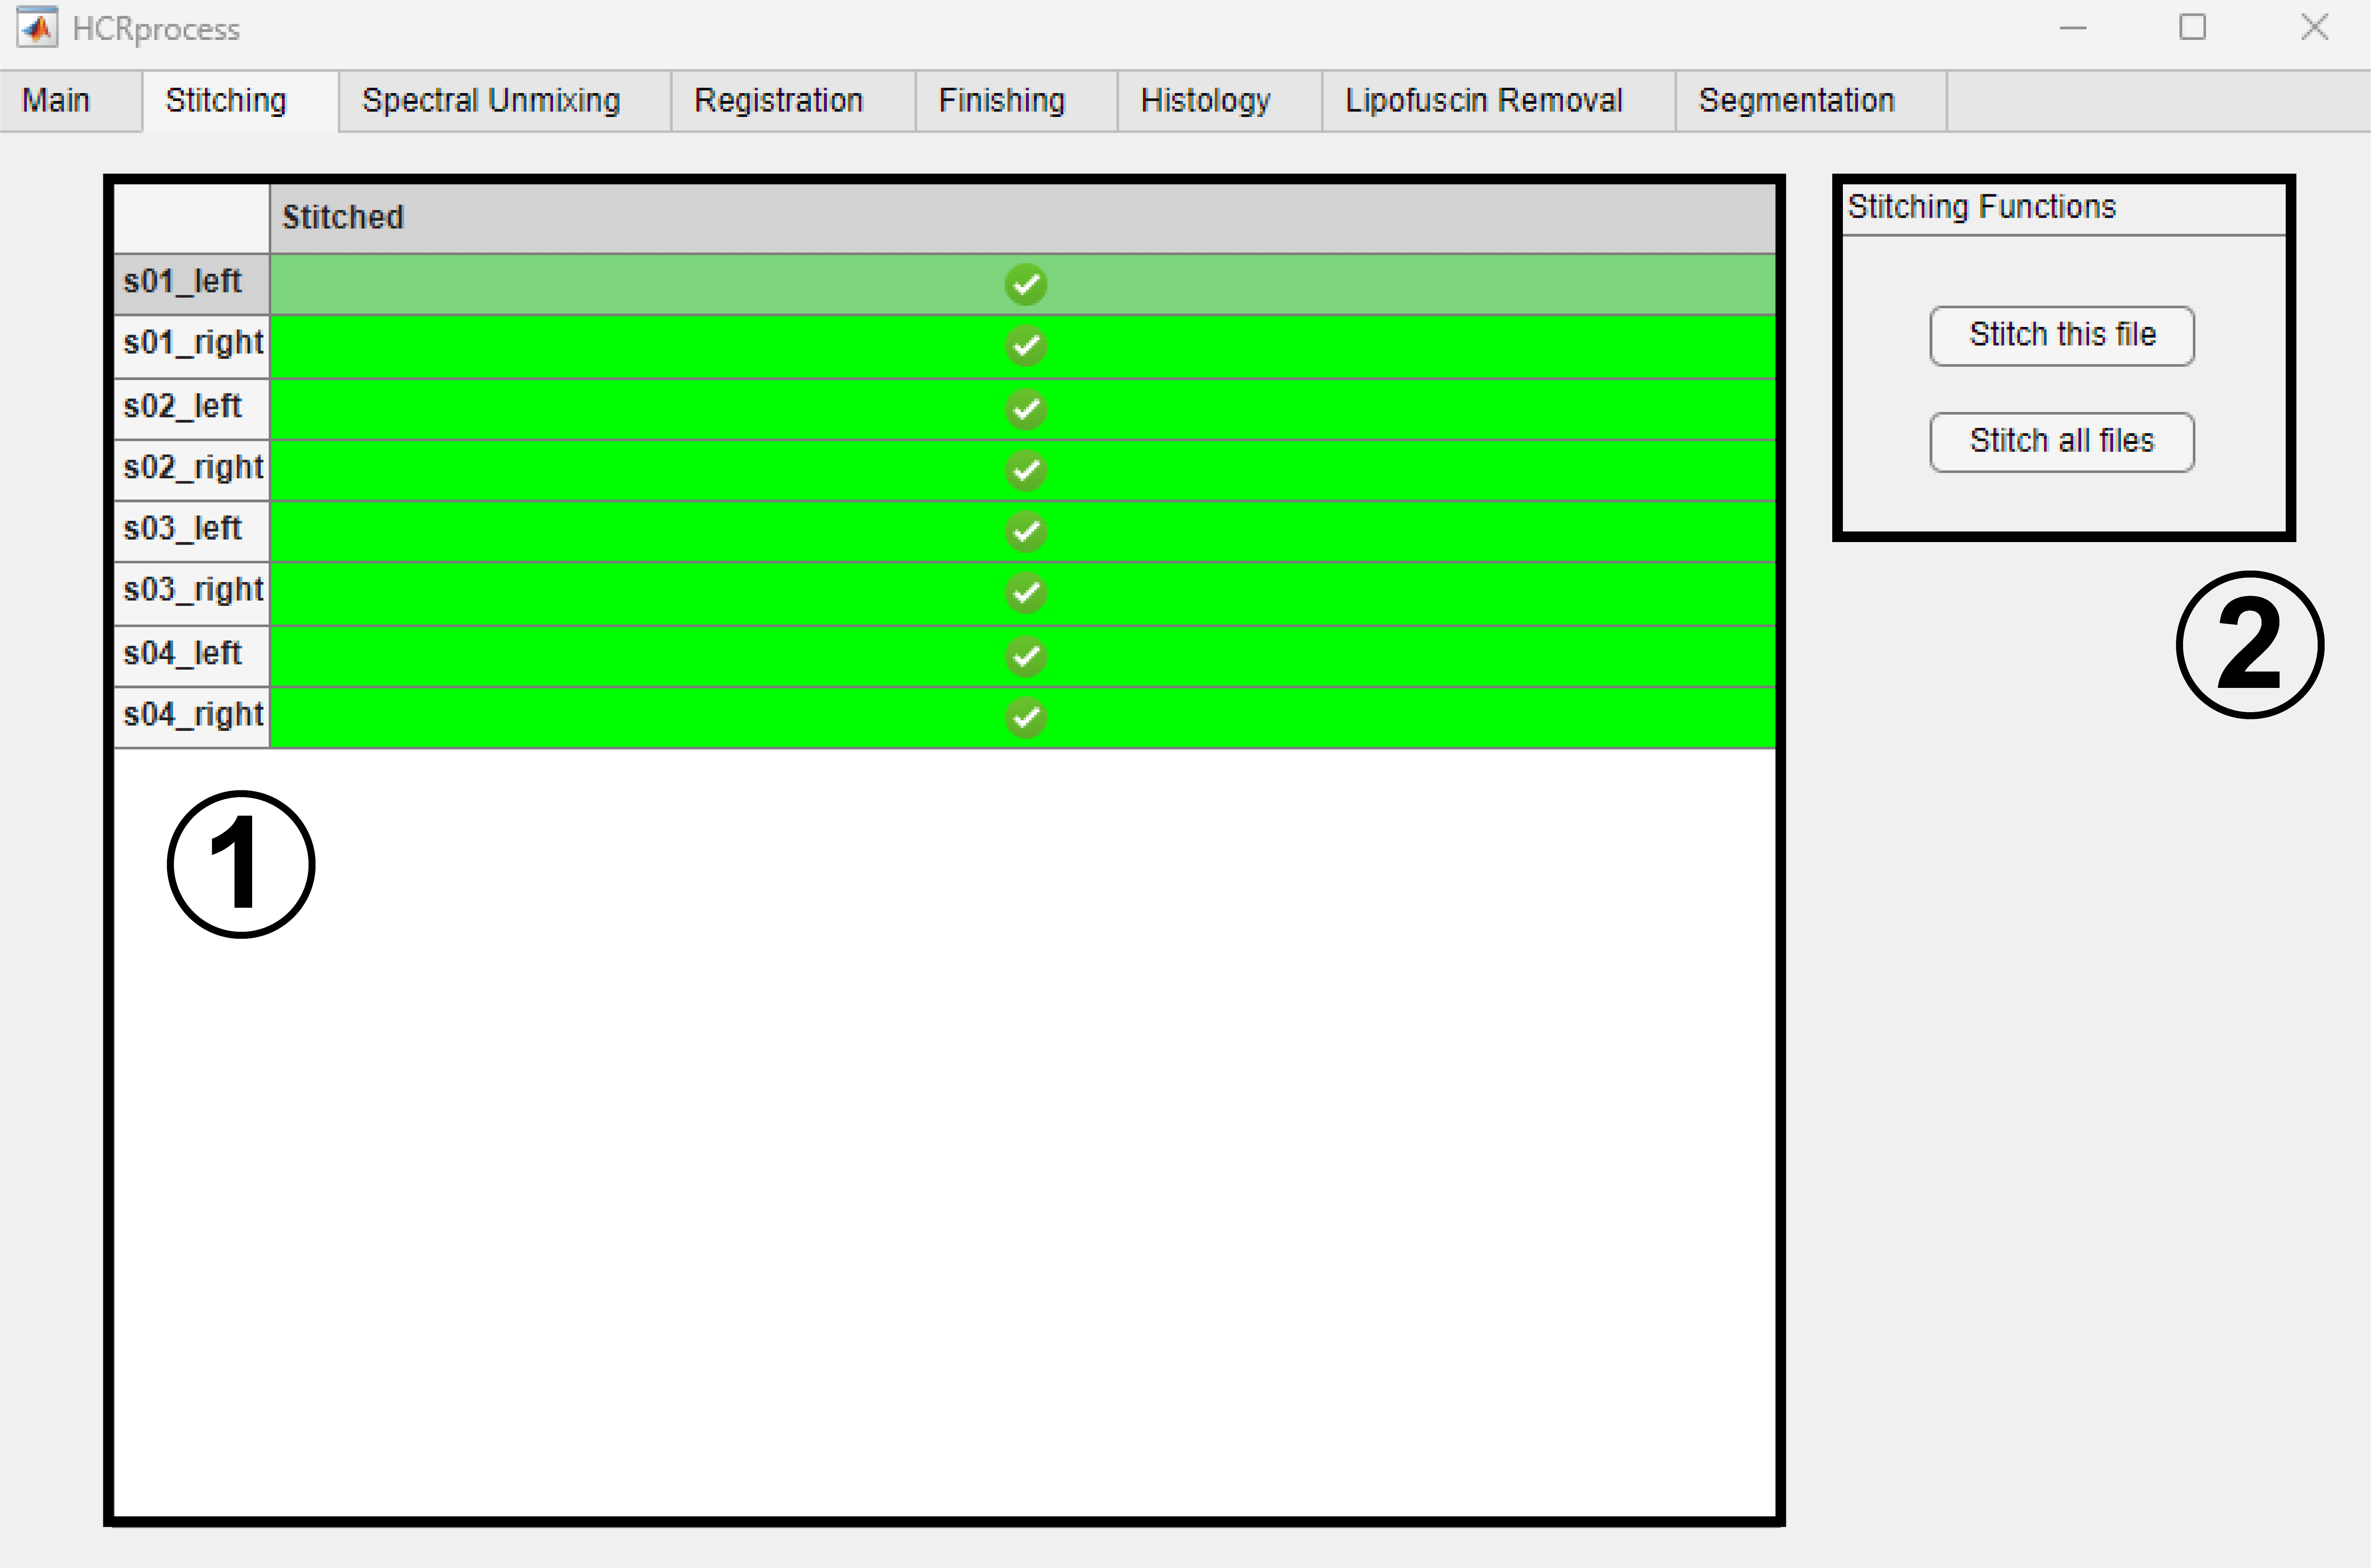 HCRprocess
Main Stitching Spectral Unmixing Registration Finishing Histology Lipofuscin Removal Segmentation
Stitched
s01_left
s01_right
s02_left
s02_right
s03_left
s03_right
s04_left
s04_right
1
Stitching Functions
Stitch this file
Stitch all files
2